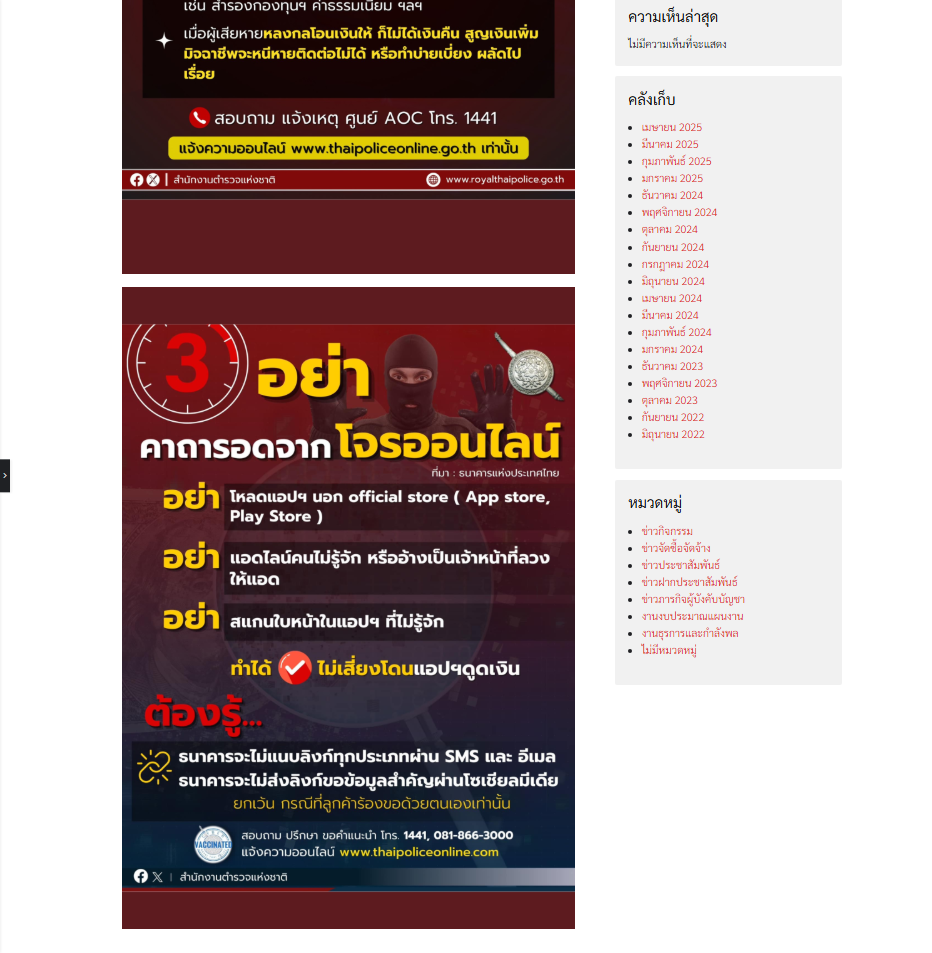 เช่น สำรองกองทุนฯ ค่าธรรมเนียม ฯลฯ
เมื่อผู้เสียหายหลงกลโอนเงินให้ ก็ไม่ได้เงินคืน สูญเงินเพิ่ม
มิจฉาชีพจะหนีหายติดต่อไม่ได้ หรือทำบ่ายเบี่ยง ผลัดไป
เรื่อย
สอบถาม แจ้งเหตุ ศูนย์ AOC โทร. 1441
แจ้งความออนไลน์ www.thaipoliceonline.go.th เท่านั้น
สำนักงานตำรวจแห่งชาติ
www.royalthaipolice.go.th
3
อย่า
คาถารอดจาก โจรออนไลน์
ที่มา : ธนาคารแห่งประเทศไทย
อย่า โหลดแอปฯ นอก official store ( App store,
Play Store )
อย่า แอดไลน์คนไม่รู้จัก หรืออ้างเป็นเจ้าหน้าที่ลวง
ให้แอด
อย่า สแกนใบหน้าในแอปฯ ที่ไม่รู้จัก
ทำได้ ไม่เสี่ยงโดนแอปฯดูดเงิน
ต้องรู้...
ธนาคารจะไม่แนบลิงก์ทุกประเภทผ่าน SMS และ อีเมล
ธนาคารจะไม่ส่งลิงก์ขอข้อมูลสำคัญผ่านโซเชียลมีเดีย
ยกเว้น กรณีที่ลูกค้าร้องขอด้วยตนเองเท่านั้น
VACCINATED
สอบถาม ปรึกษา ขอคำแนะนำ โทร. 1441, 081-866-3000
แจ้งความออนไลน์ www.thaipoliceonline.com
สำนักงานตำรวจแห่งชาติ
ความเห็นล่าสุด
ไม่มีความเห็นที่จะแสดง
คลังเก็บ
เมษายน 2025
มีนาคม 2025
กุมภาพันธ์ 2025
มกราคม 2025
ธันวาคม 2024
พฤศจิกายน 2024
ตุลาคม 2024
กันยายน 2024
กรกฎาคม 2024
มิถุนายน 2024
เมษายน 2024
มีนาคม 2024
กุมภาพันธ์ 2024
มกราคม 2024
ธันวาคม 2023
พฤศจิกายน 2023
ตุลาคม 2023
กันยายน 2022
มิถุนายน 2022
หมวดหมู่
ข่าวกิจกรรม
ข่าวจัดซื้อจัดจ้าง
ข่าวประชาสัมพันธ์
ข่าวฝากประชาสัมพันธ์
ข่าวภารกิจผู้บังคับบัญชา
งานงบประมาณแผนงาน
งานธุรการและกำลังพล
ไม่มีหมวดหมู่